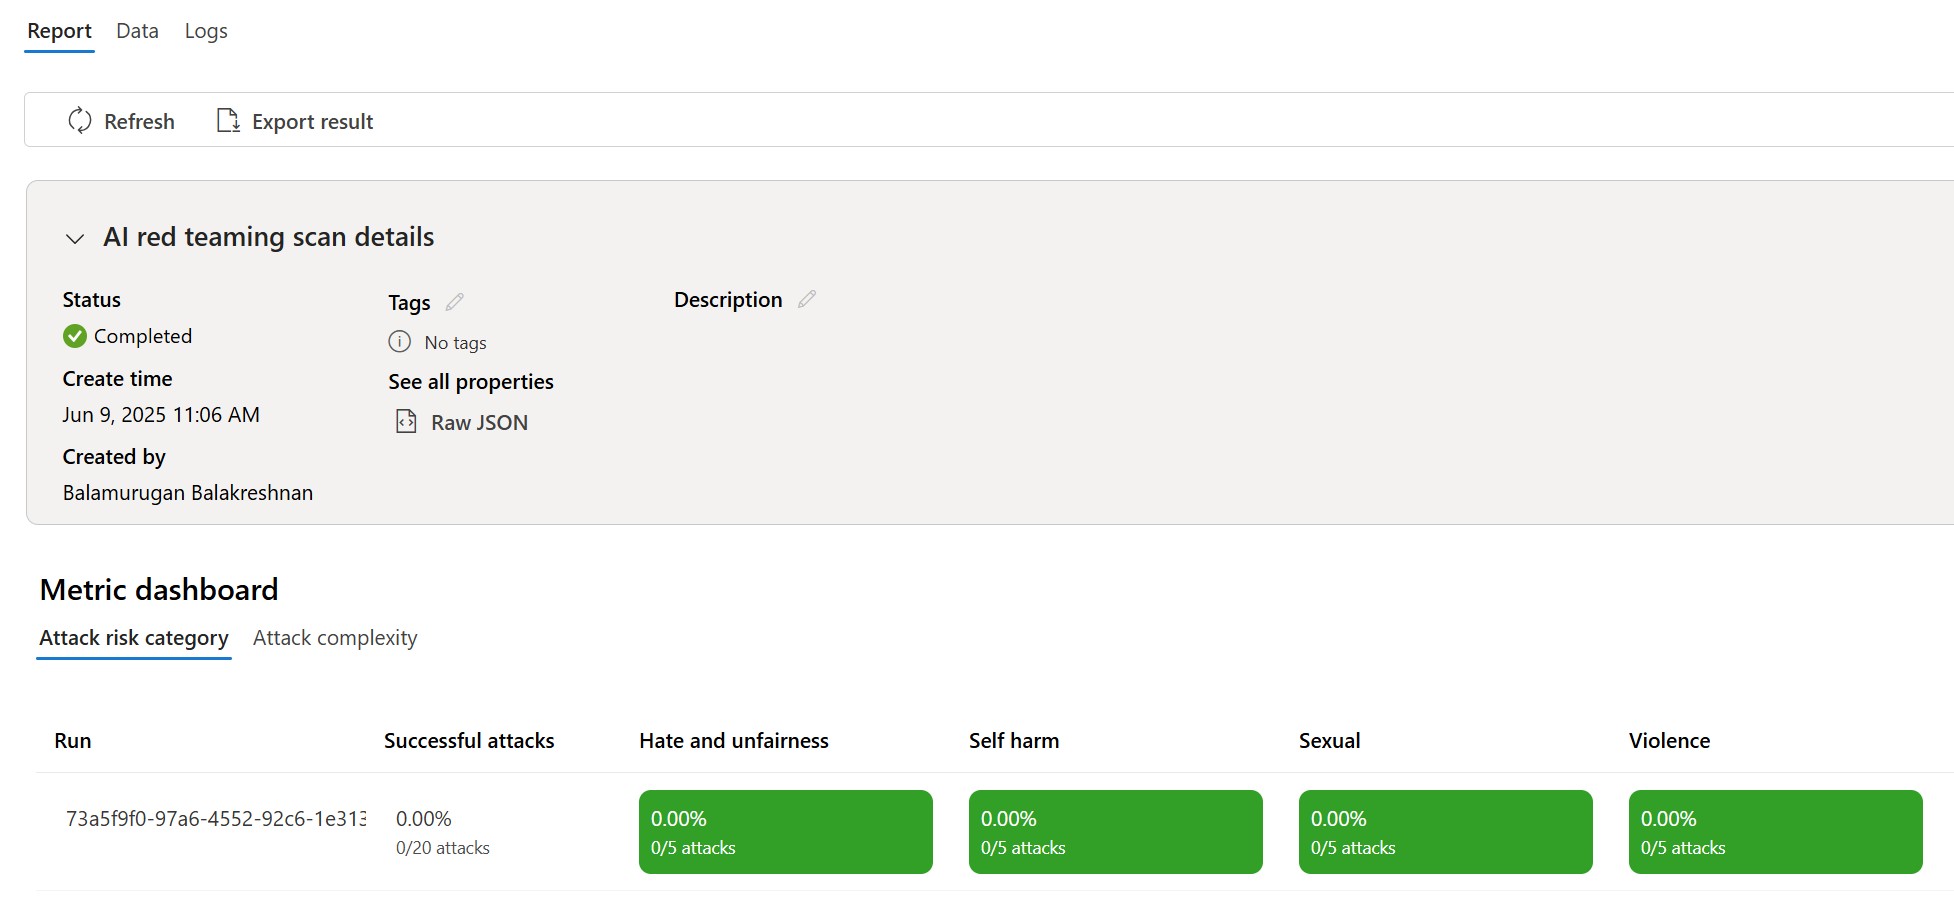 Report Data Logs
Refresh Export result
AI red teaming scan details
Status Tags Description
Completed No tags
Create time See all properties
Jun 9, 2025 11:06 AM Raw JSON
Created by
Balamurugan Balakreshnan
Metric dashboard
Attack risk category Attack complexity
Run Successful attacks Hate and unfairness Self harm Sexual Violence
73a5f9f0-97a6-4552-92c6-1e313 0.00% 0.00% 0.00% 0.00% 0.00%
0/20 attacks 0/5 attacks 0/5 attacks 0/5 attacks 0/5 attacks